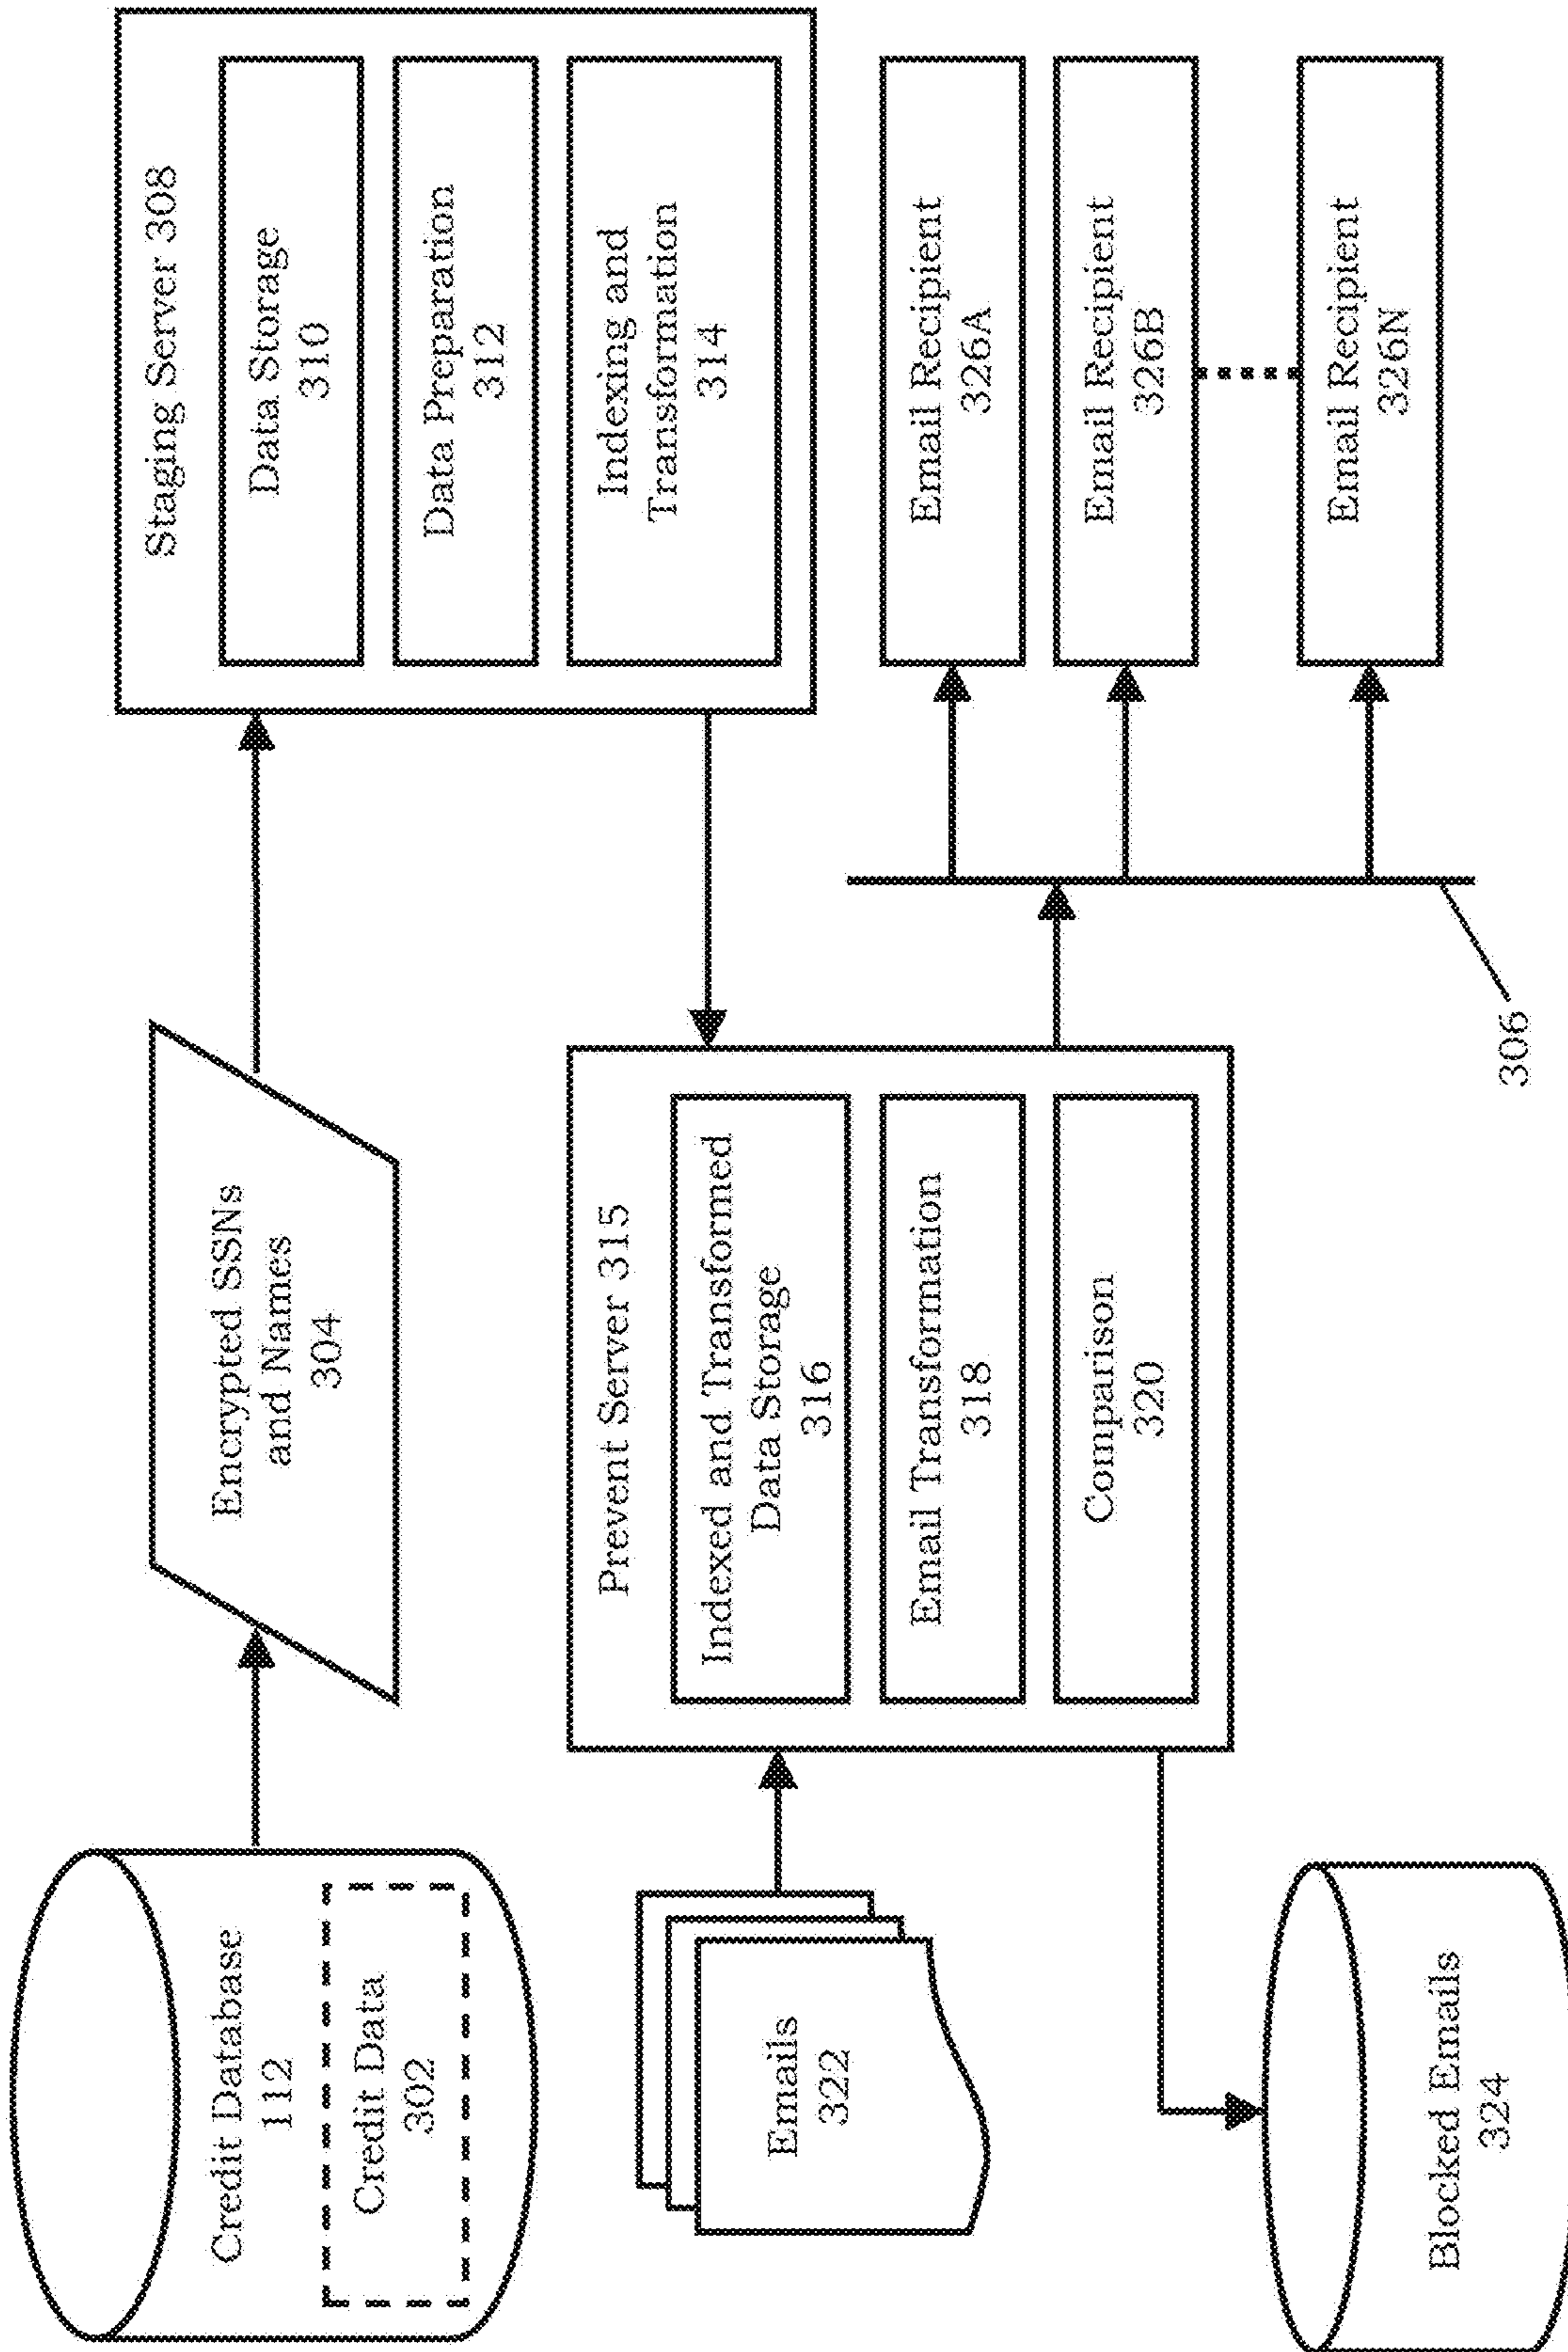 Credit Database
112
Credit Data
302
Encrypted SSNs
and Names
304
Staging Server 308
Data Storage
310
Data Preparation
312
Indexing and
Transformation
314
Emails
322
Prevent Server 315
Indexed and Transformed
Data Storage
316
Email Transformation
318
Comparison
320
Email Recipient
326A
Email Recipient
326B
Email Recipient
326N
306
Blocked Emails
324